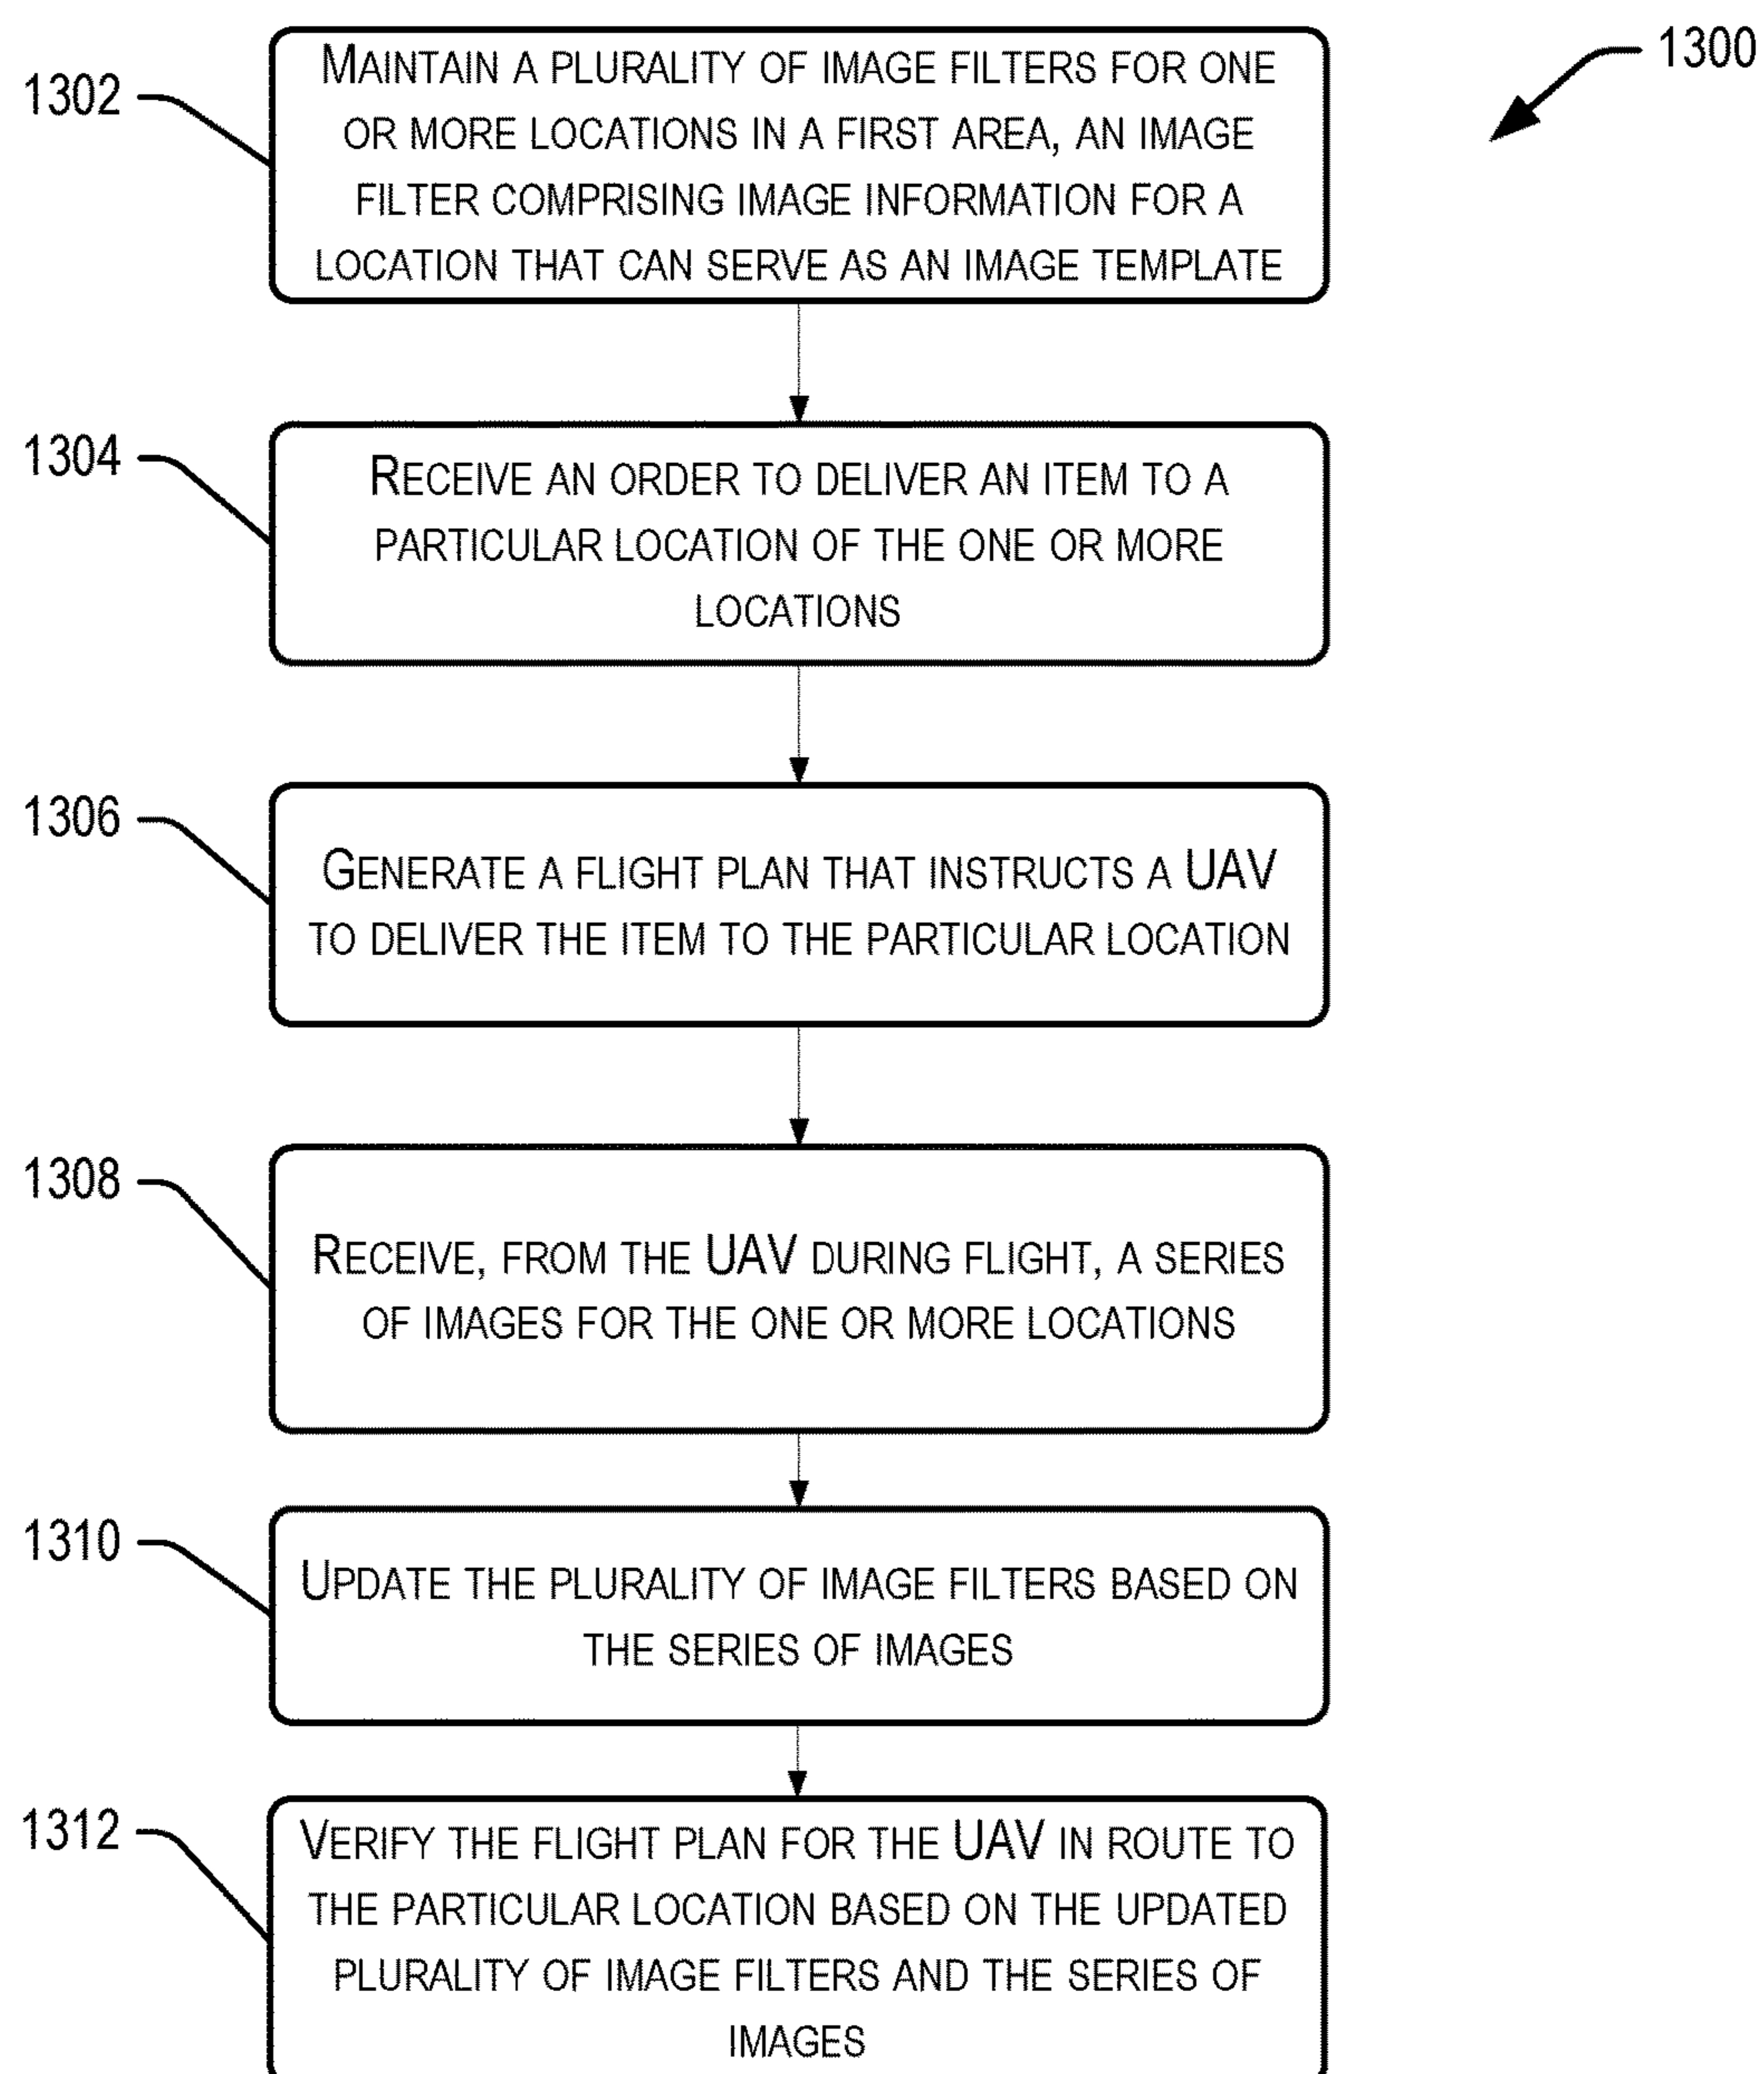 1300
1302
MAINTAIN A PLURALITY OF IMAGE FILTERS FOR ONE
OR MORE LOCATIONS IN A FIRST AREA, AN IMAGE
FILTER COMPRISING IMAGE INFORMATION FOR A
LOCATION THAT CAN SERVE AS AN IMAGE TEMPLATE
1304
RECEIVE AN ORDER TO DELIVER AN ITEM TO A
PARTICULAR LOCATION OF THE ONE OR MORE
LOCATIONS
1306
GENERATE A FLIGHT PLAN THAT INSTRUCTS A UAV
TO DELIVER THE ITEM TO THE PARTICULAR LOCATION
1308
RECEIVE, FROM THE UAV DURING FLIGHT, A SERIES
OF IMAGES FOR THE ONE OR MORE LOCATIONS
1310
UPDATE THE PLURALITY OF IMAGE FILTERS BASED ON
THE SERIES OF IMAGES
1312
VERIFY THE FLIGHT PLAN FOR THE UAV IN ROUTE TO
THE PARTICULAR LOCATION BASED ON THE UPDATED
PLURALITY OF IMAGE FILTERS AND THE SERIES OF
IMAGES